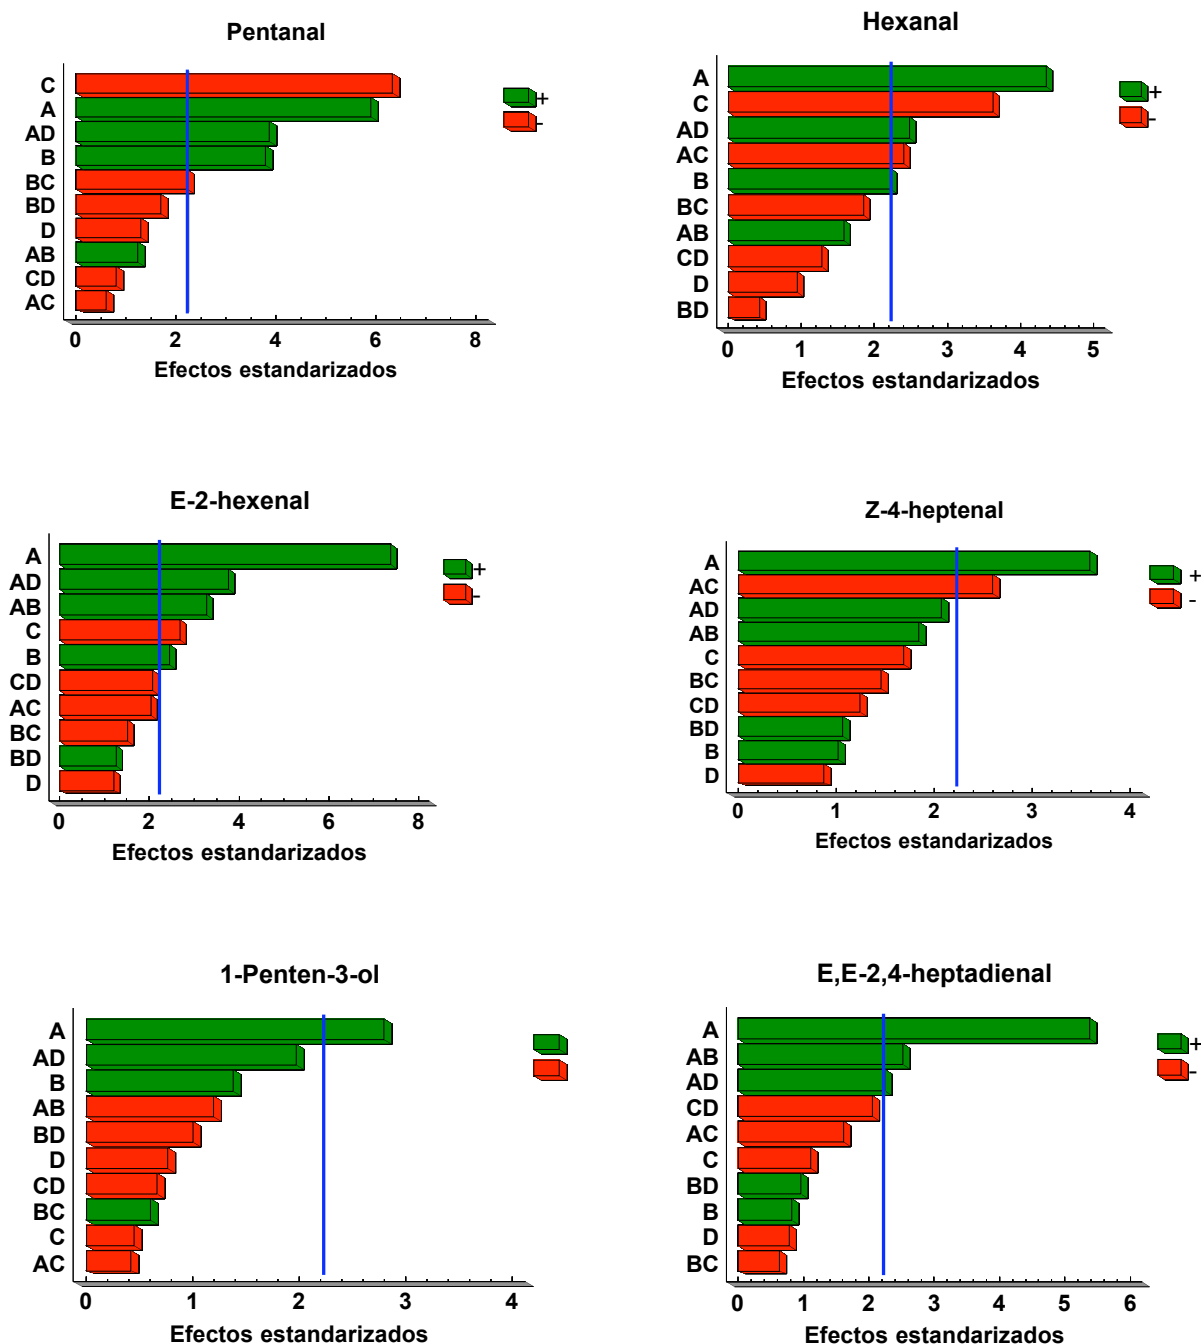 Pentanal
C
A
AD
B
BC
BD
D
AB
CD
AC
+
-
0 2 4 6 8
Efectos estandarizados
Hexanal
A
C
AD
AC
B
BC
AB
CD
D
BD
+
-
0 1 2 3 4 5
Efectos estandarizados
E-2-hexenal
A
AD
AB
C
B
CD
AC
BC
BD
D
+
-
0 2 4 6 8
Efectos estandarizados
Z-4-heptenal
A
AC
AD
AB
C
BC
CD
BD
B
D
+
-
0 1 2 3 4
Efectos estandarizados
1-Penten-3-ol
A
AD
B
AB
BD
D
CD
BC
C
AC
0 1 2 3 4
Efectos estandarizados
E,E-2,4-heptadienal
A
AB
AD
CD
AC
C
BD
B
D
BC
+
-
0 1 2 3 4 5 6
Efectos estandarizados